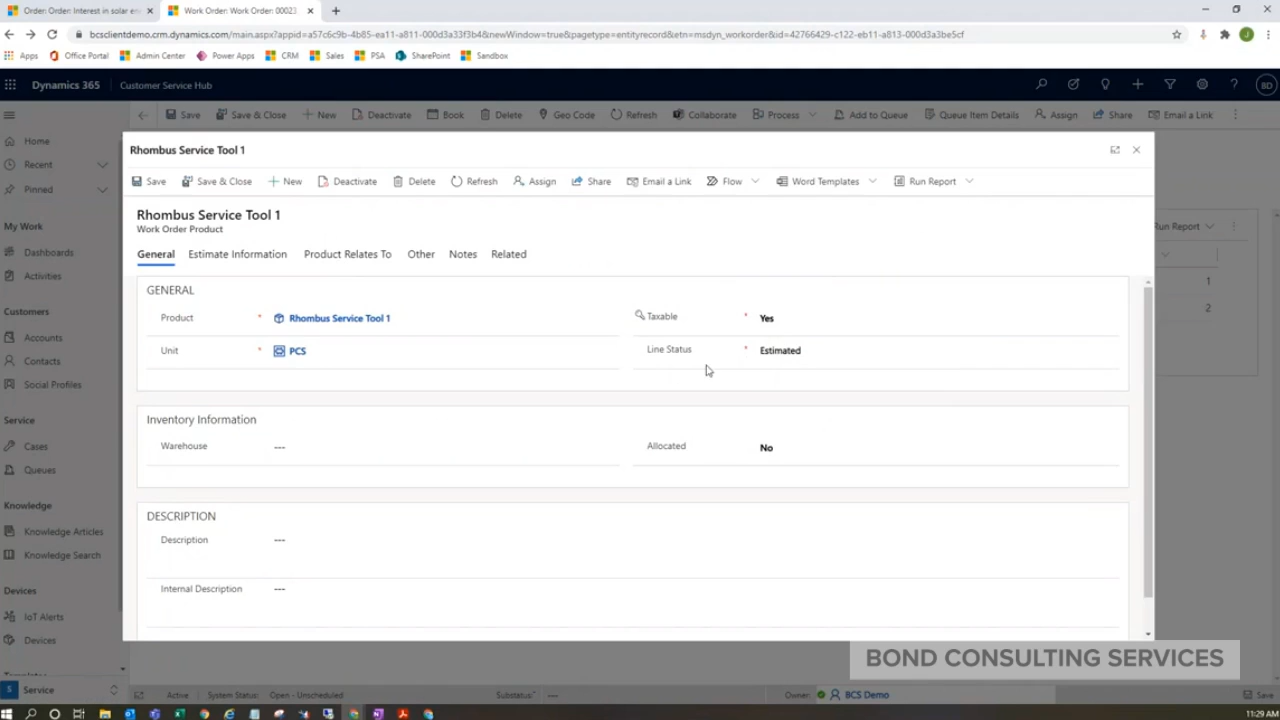 Order: Order: Interest in solar en
Work Order: Work Order: 00023
bcsclientdemo.crm.dynamics.com/main.aspx?appid=a57c6c9b-4b85-ea11-a811-000d3a33f3b4&newWindow=true&pagetype=entityrecord&etn=msdyn_workorder&id=42766429-c122-eb11-a813-000d3a3be5cf
J
Apps Office Portal Admin Center Power Apps CRM Sales PSA SharePoint Sandbox
Dynamics 365 Customer Service Hub BD
Save Save & Close New Deactivate Book Delete Geo Code Refresh Collaborate Process Add to Queue Queue Item Details Assign Share Email a Link
Home
Recent
Pinned
My Work
Dashboards
Activities
Customers
Accounts
Contacts
Social Profiles
Service
Cases
Queues
Knowledge
Knowledge Articles
Knowledge Search
Devices
IoT Alerts
Devices
S Service
Rhombus Service Tool 1
Save Save & Close New Deactivate Delete Refresh Assign Share Email a Link Flow Word Templates Run Report
Rhombus Service Tool 1
Work Order Product
General Estimate Information Product Relates To Other Notes Related
GENERAL
Product * Rhombus Service Tool 1
Taxable * Yes
Unit * PCS
Line Status * Estimated
Inventory Information
Warehouse ---
Allocated No
DESCRIPTION
Description ---
Internal Description ---
Run Report
1
2
BOND CONSULTING SERVICES
Active System Status: Open - Unscheduled Substatus: --- Owner: BCS Demo Save
11:29 AM